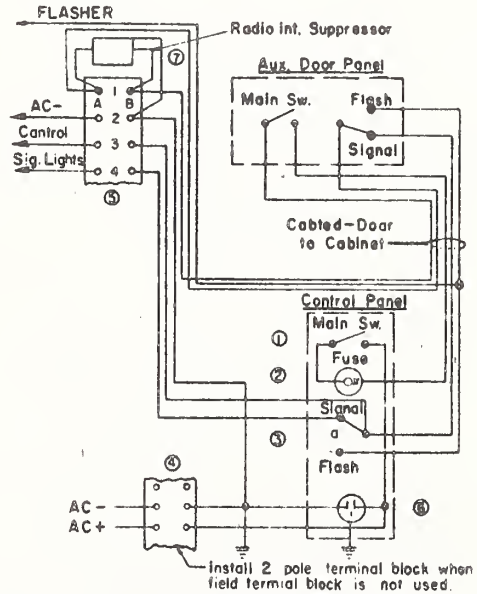 FLASHER
Radio int. Suppressor
7
Aux. Door Panel
A 1 B
Main Sw.
Flash
AC-
2
Control
3
Signal
Sig. Lights
4
5
Cabled-Door
to Cabinet
Control Panel
1
Main Sw.
Fuse
2
Signal
3
a
Flash
4
AC-
6
AC+
Install 2 pole terminal block when
field termial block is not used.